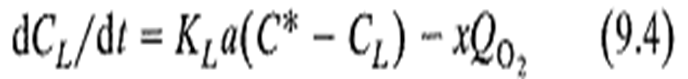 dC_L/dt = K_La(C* − C_L) − xQ_O₂ (9.4)